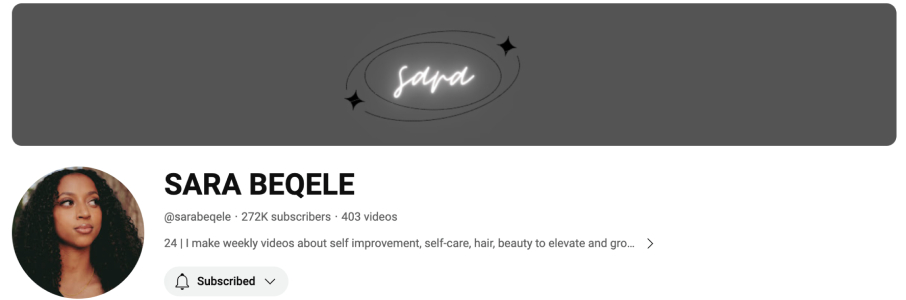 sara
SARA BEQELE
@sarabeqele · 272K subscribers · 403 videos
24 | I make weekly videos about self improvement, self-care, hair, beauty to elevate and gro...
Subscribed